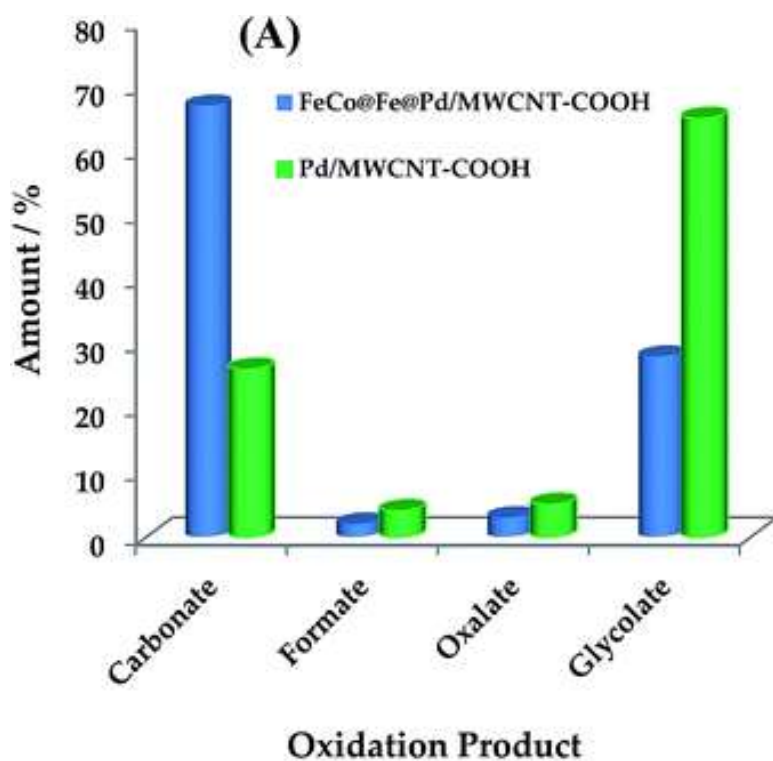 (A)
FeCo@Fe@Pd/MWCNT-COOH
Pd/MWCNT-COOH
Amount / %
80
70
60
50
40
30
20
10
0
Carbonate
Formate
Oxalate
Glycolate
Oxidation Product